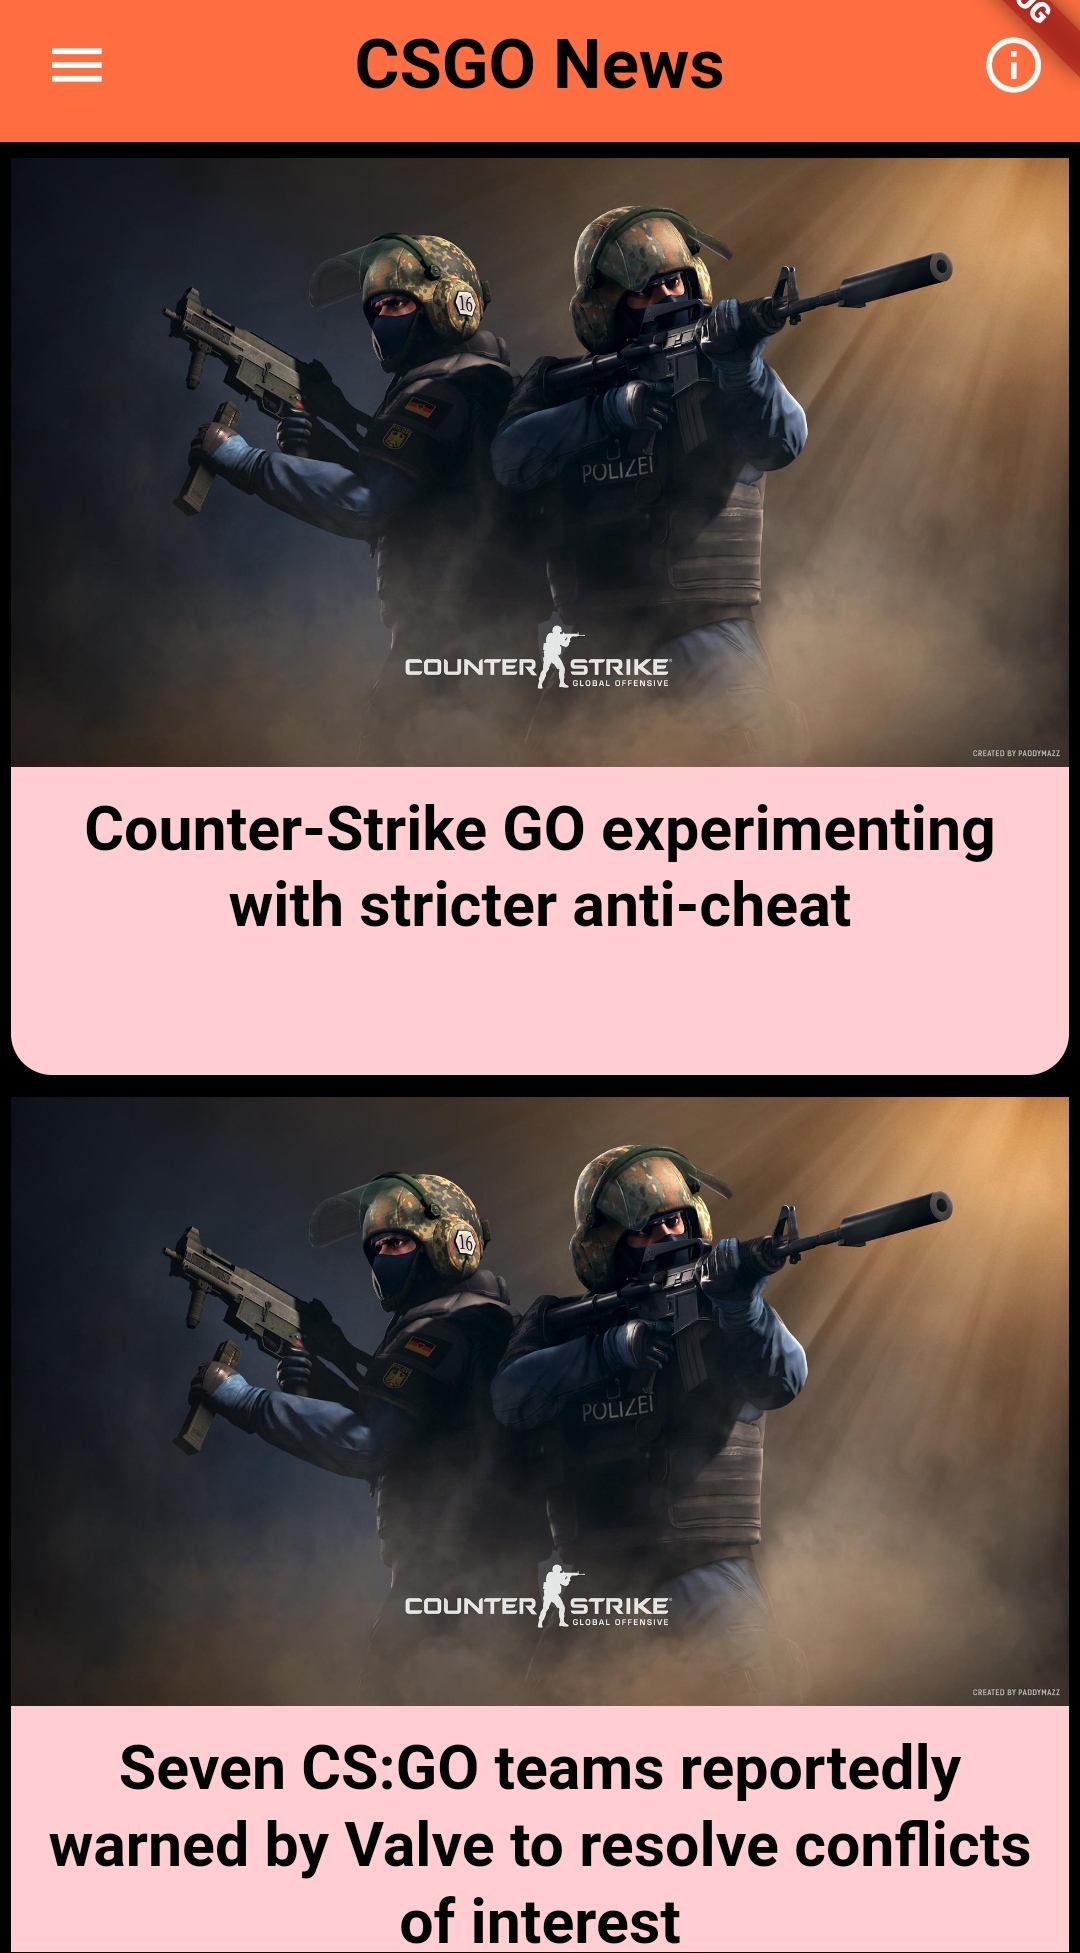 CSGO News
16
POLIZEI
COUNTER STRIKE
GLOBAL OFFENSIVE
CREATED BY PADDYMAZZ
Counter-Strike GO experimenting
with stricter anti-cheat
16
POLIZEI
COUNTER STRIKE
GLOBAL OFFENSIVE
CREATED BY PADDYMAZZ
Seven CS:GO teams reportedly
warned by Valve to resolve conflicts
of interest